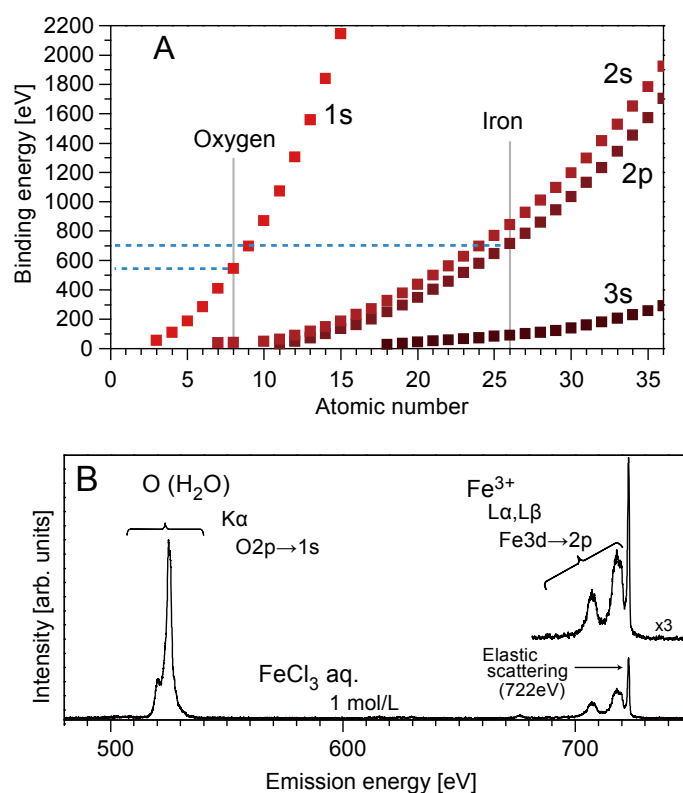 A
2200
2000
1800
1600
1400
1200
1000
800
600
400
200
0
Binding energy [eV]
1s
2s
Oxygen
Iron
2p
3s
0
5
10
15
20
25
30
35
Atomic number
B
O (H₂O)
Kα
O2p→1s
Fe³⁺
Lα,Lβ
Fe3d→2p
x3
Elastic
scattering
(722eV)
FeCl₃ aq.
1 mol/L
Intensity [arb. units]
500
600
700
Emission energy [eV]